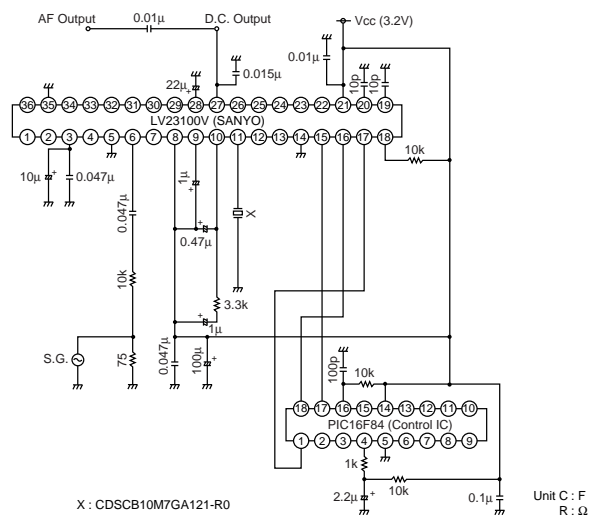 AF Output
0.01μ
D.C. Output
Vcc (3.2V)
0.01μ
0.015μ
22μ
+
10p
10p
36 35 34 33 32 31 30 29 28 27 26 25 24 23 22 21 20 19
LV23100V (SANYO)
1 2 3 4 5 6 7 8 9 10 11 12 13 14 15 16 17 18
10k
10μ
+
0.047μ
0.047μ
1μ
+
X
0.47μ
+
10k
3.3k
+
1μ
S.G.
75
0.047μ
100μ
+
100p
10k
18 17 16 15 14 13 12 11 10
PIC16F84 (Control IC)
1 2 3 4 5 6 7 8 9
1k
10k
2.2μ
+
0.1μ
X : CDSCB10M7GA121-R0
Unit C : F
R : Ω